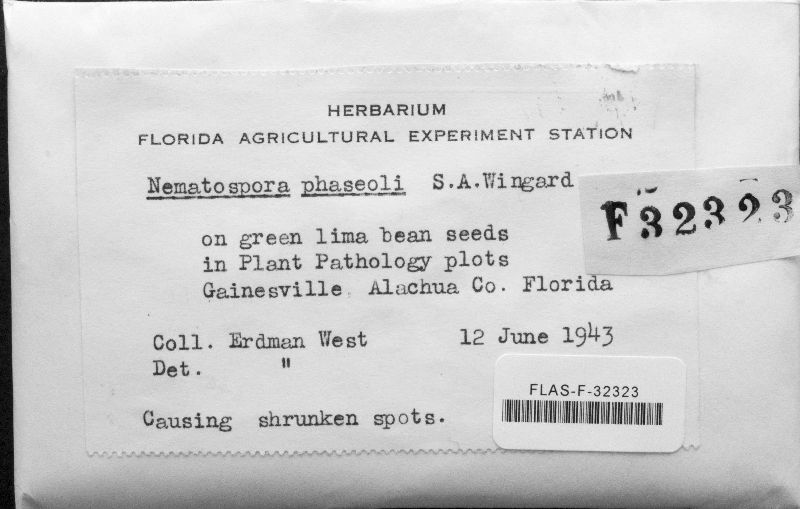 HERBARIUM
FLORIDA AGRICULTURAL EXPERIMENT STATION
Nematospora phaseoli S.A.Wingard
F32323
on green lima bean seeds
in Plant Pathology plots
Gainesville, Alachua Co. Florida
Coll. Erdman West 12 June 1943
Det. "
FLAS-F-32323
Causing shrunken spots.